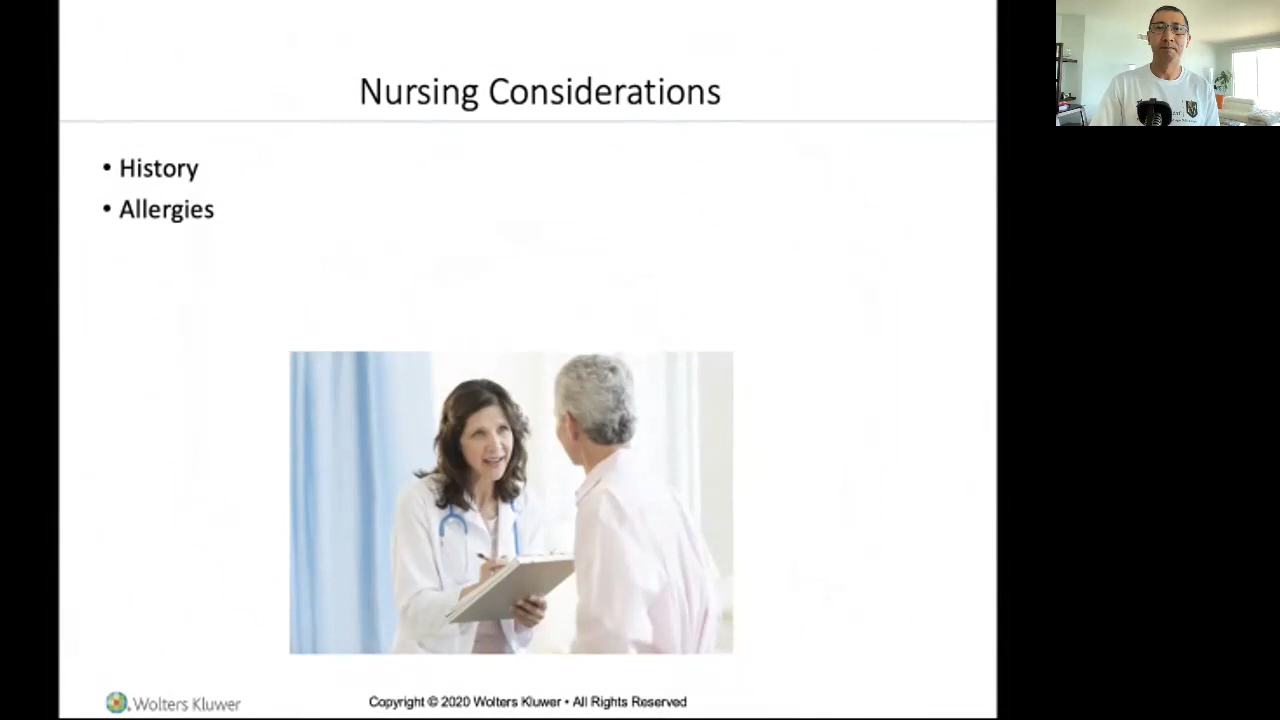 Nursing Considerations
• History
• Allergies
Wolters Kluwer
Copyright © 2020 Wolters Kluwer • All Rights Reserved